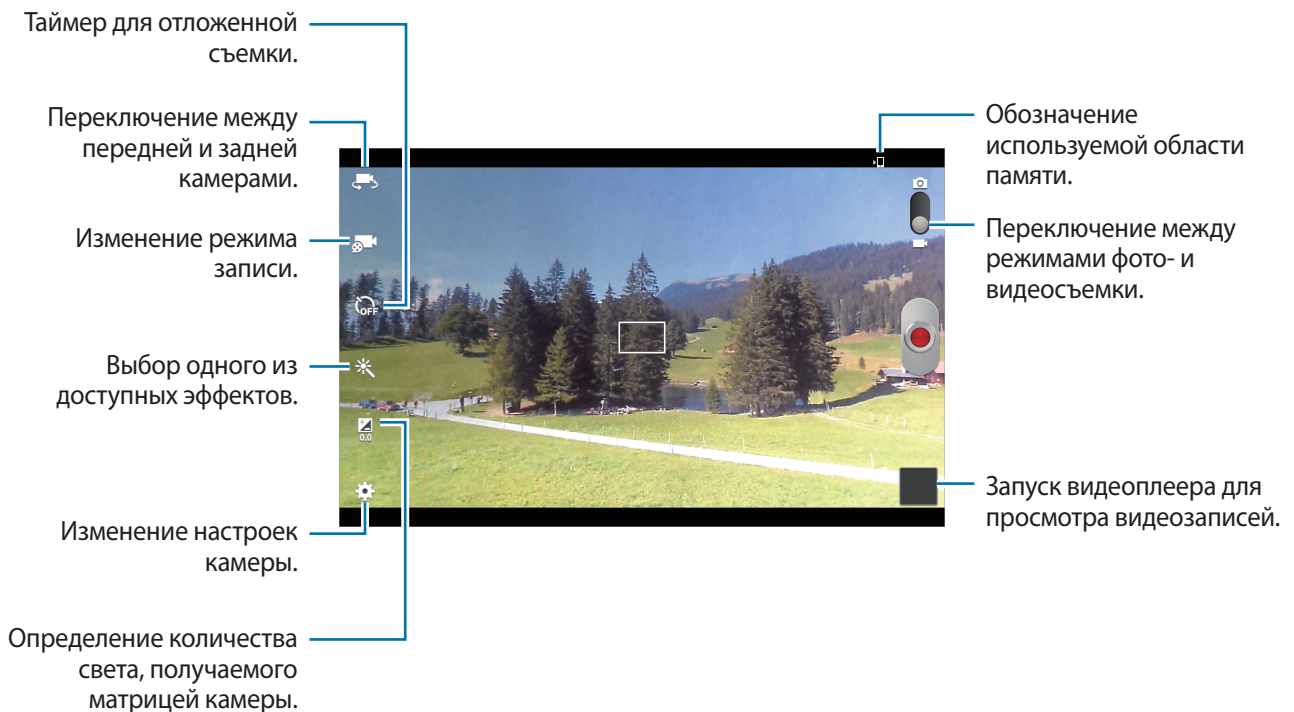 Таймер для отложенной
съемки.
Переключение между
передней и задней
камерами.
Изменение режима
записи.
Выбор одного из
доступных эффектов.
Изменение настроек
камеры.
Определение количества
света, получаемого
матрицей камеры.
OFF
0.0
Обозначение
используемой области
памяти.
Переключение между
режимами фото- и
видеосъемки.
Запуск видеоплеера для
просмотра видеозаписей.